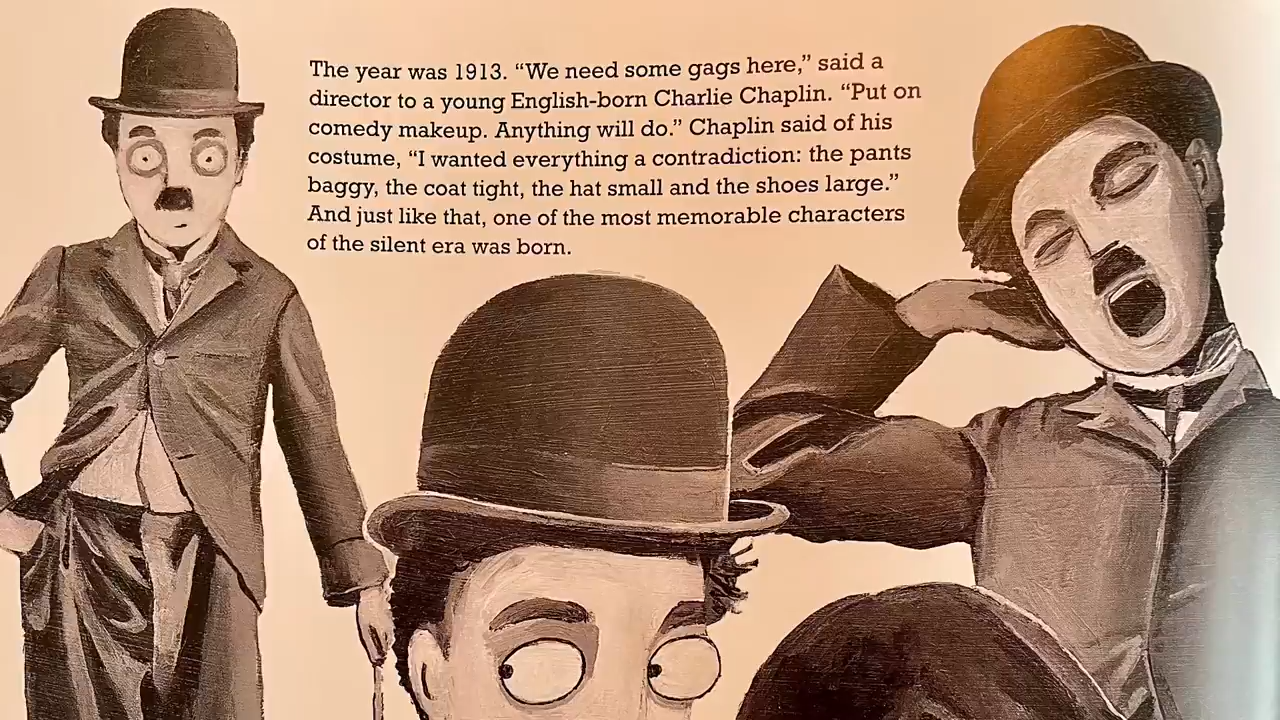 The year was 1913. “We need some gags here,” said a
director to a young English-born Charlie Chaplin. “Put on
comedy makeup. Anything will do.” Chaplin said of his
costume, “I wanted everything a contradiction: the pants
baggy, the coat tight, the hat small and the shoes large.”
And just like that, one of the most memorable characters
of the silent era was born.